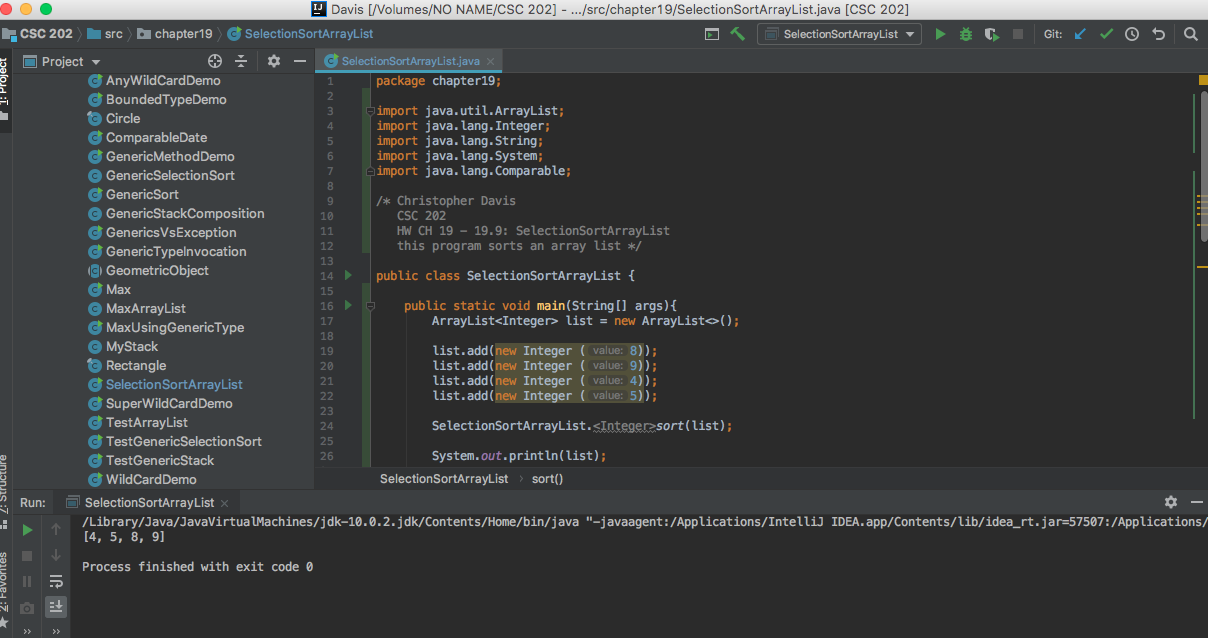 Davis [/Volumes/NO NAME/CSC 202] - .../src/chapter19/SelectionSortArrayList.java [CSC 202]
CSC 202 src chapter19 SelectionSortArrayList
SelectionSortArrayList Git:
1: Project
Project
AnyWildCardDemo
BoundedTypeDemo
Circle
ComparableDate
GenericMethodDemo
GenericSelectionSort
GenericSort
GenericStackComposition
GenericsVsException
GenericTypeInvocation
GeometricObject
Max
MaxArrayList
MaxUsingGenericType
MyStack
Rectangle
SelectionSortArrayList
SuperWildCardDemo
TestArrayList
TestGenericSelectionSort
TestGenericStack
WildCardDemo
SelectionSortArrayList.java
1 package chapter19;
2
3 import java.util.ArrayList;
4 import java.lang.Integer;
5 import java.lang.String;
6 import java.lang.System;
7 import java.lang.Comparable;
8
9 /* Christopher Davis
10 CSC 202
11 HW CH 19 - 19.9: SelectionSortArrayList
12 this program sorts an array list */
13
14 public class SelectionSortArrayList {
15
16 public static void main(String[] args){
17 ArrayList<Integer> list = new ArrayList<>();
18
19 list.add(new Integer ( value: 8));
20 list.add(new Integer ( value: 9));
21 list.add(new Integer ( value: 4));
22 list.add(new Integer ( value: 5));
23
24 SelectionSortArrayList.<Integer>sort(list);
25
26 System.out.println(list);
SelectionSortArrayList › sort()
7: Structure
2: Favorites
Run: SelectionSortArrayList
/Library/Java/JavaVirtualMachines/jdk-10.0.2.jdk/Contents/Home/bin/java "-javaagent:/Applications/IntelliJ IDEA.app/Contents/lib/idea_rt.jar=57507:/Applications/
[4, 5, 8, 9]
Process finished with exit code 0